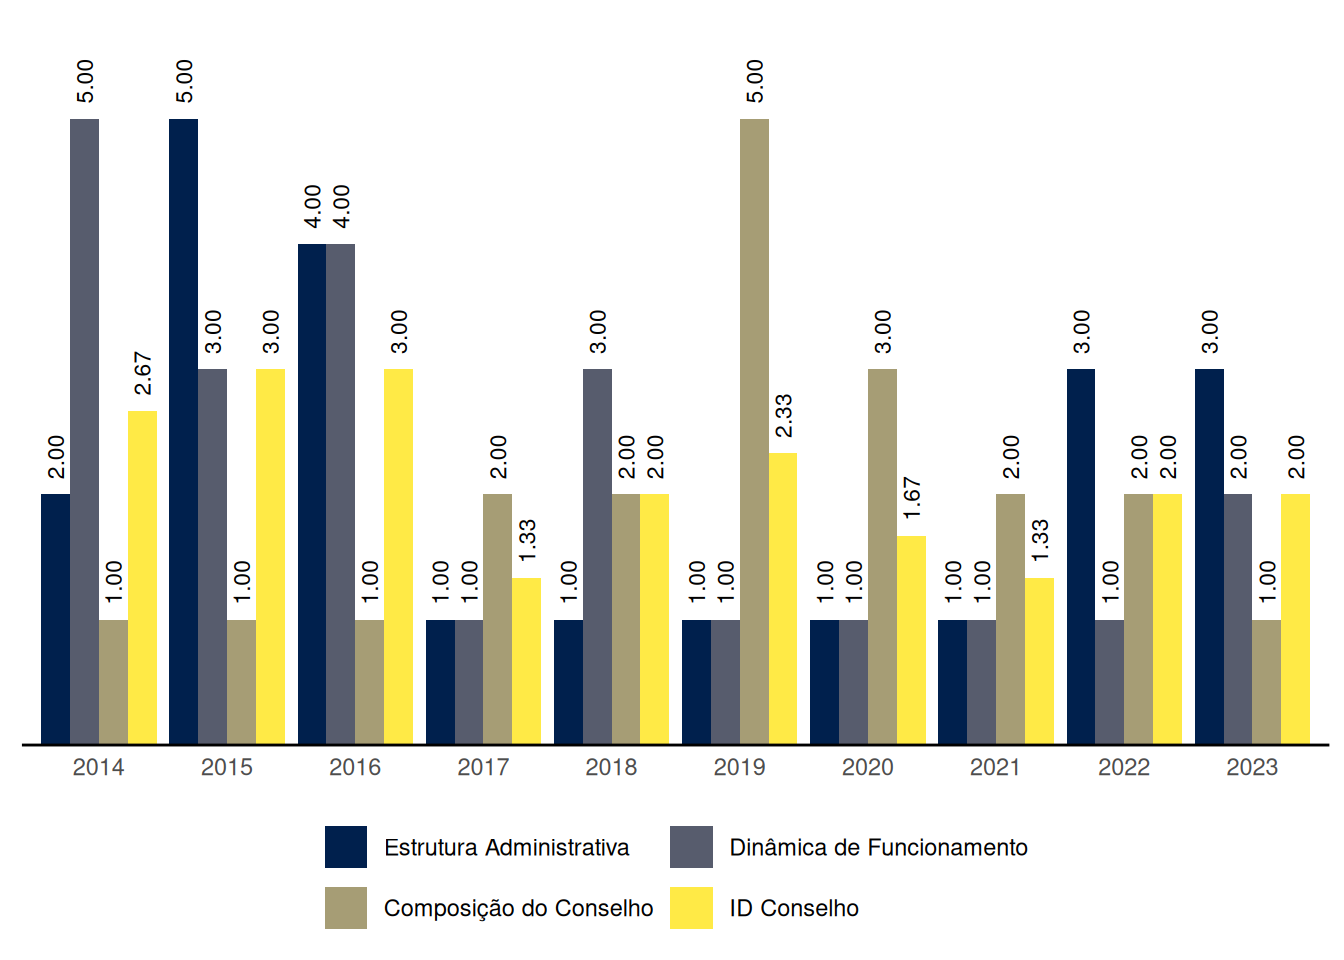 2.00 5.00 1.00 2.67 5.00 3.00 1.00 3.00 4.00 4.00 1.00 3.00 1.00 1.00 2.00 1.33 1.00 3.00 2.00 2.00 1.00 1.00 5.00 2.33 1.00 1.00 3.00 1.67 1.00 1.00 2.00 1.33 3.00 1.00 2.00 2.00 3.00 2.00 1.00 2.00
2014 2015 2016 2017 2018 2019 2020 2021 2022 2023
Estrutura Administrativa Dinâmica de Funcionamento
Composição do Conselho ID Conselho